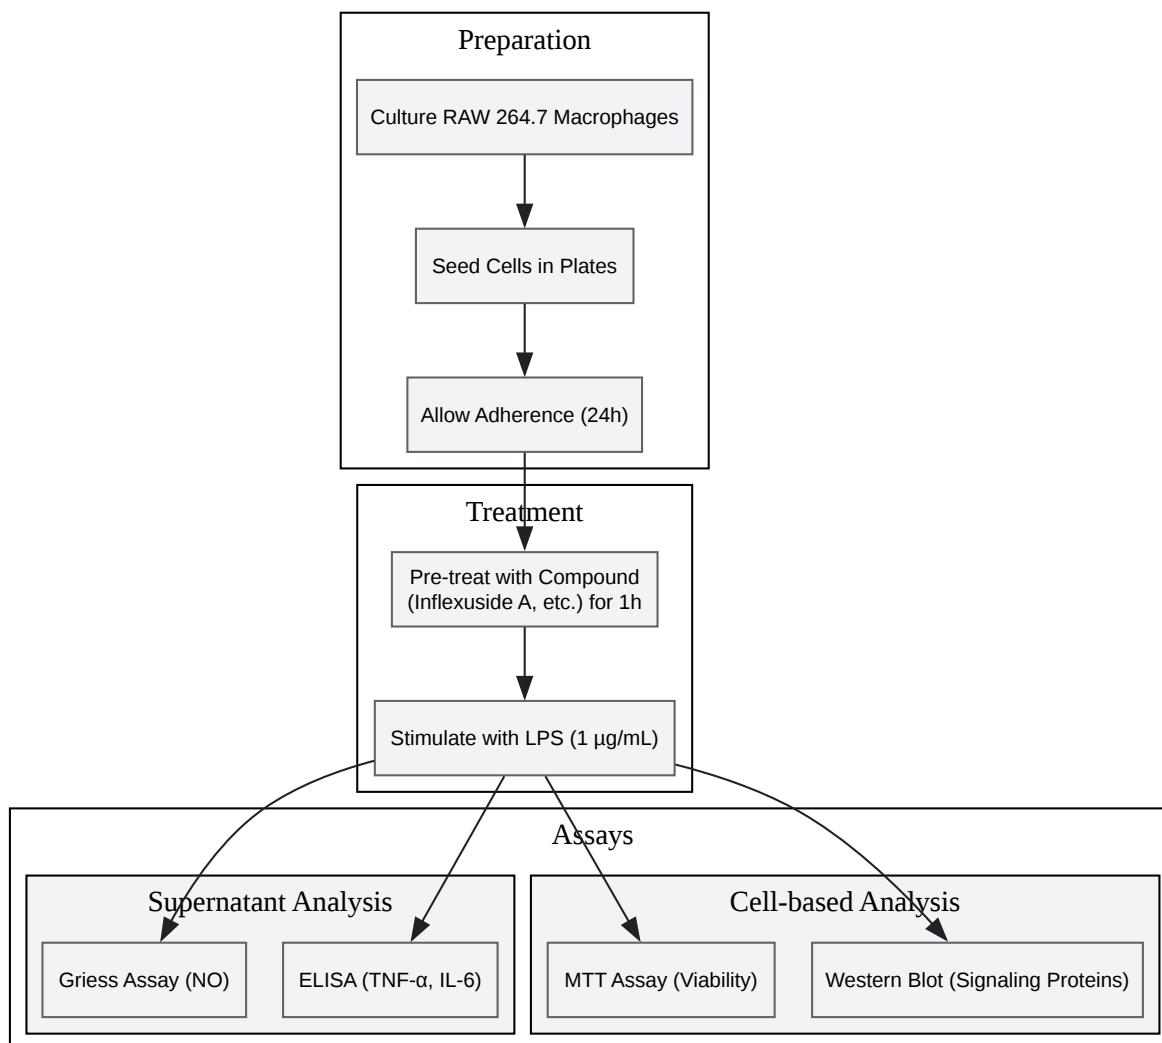 Preparation
Culture RAW 264.7 Macrophages
Seed Cells in Plates
Allow Adherence (24h)
Treatment
Pre-treat with Compound
(Inflexuside A, etc.) for 1h
Stimulate with LPS (1 µg/mL)
Assays
Supernatant Analysis
Cell-based Analysis
Griess Assay (NO)
ELISA (TNF-α, IL-6)
MTT Assay (Viability)
Western Blot (Signaling Proteins)